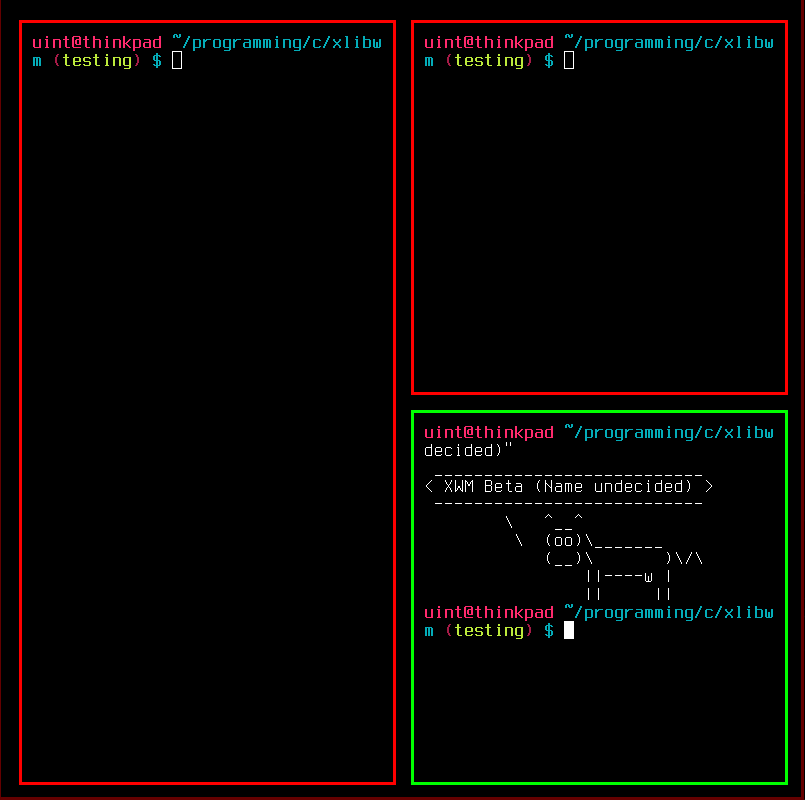 uint@thinkpad ~/programming/c/xlibw
m (testing) $
uint@thinkpad ~/programming/c/xlibw
m (testing) $
uint@thinkpad ~/programming/c/xlibw
decided)"
 ___________________________
< XWM Beta (Name undecided) >
 ---------------------------
        \   ^__^
         \  (oo)\_______
            (__)\       )\/\
                ||----w |
                ||     ||
uint@thinkpad ~/programming/c/xlibw
m (testing) $